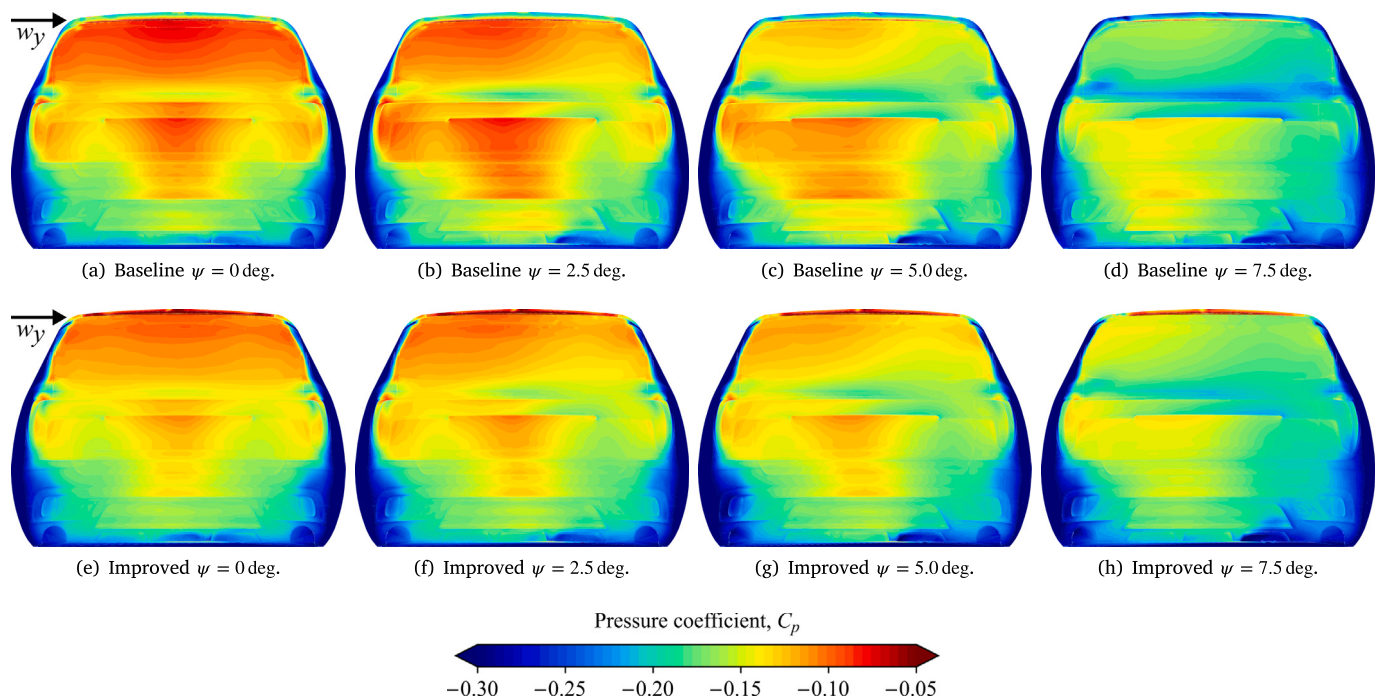 w_y
(a) Baseline ψ = 0 deg.
(b) Baseline ψ = 2.5 deg.
(c) Baseline ψ = 5.0 deg.
(d) Baseline ψ = 7.5 deg.
w_y
(e) Improved ψ = 0 deg.
(f) Improved ψ = 2.5 deg.
(g) Improved ψ = 5.0 deg.
(h) Improved ψ = 7.5 deg.
Pressure coefficient, C_p
−0.30 −0.25 −0.20 −0.15 −0.10 −0.05